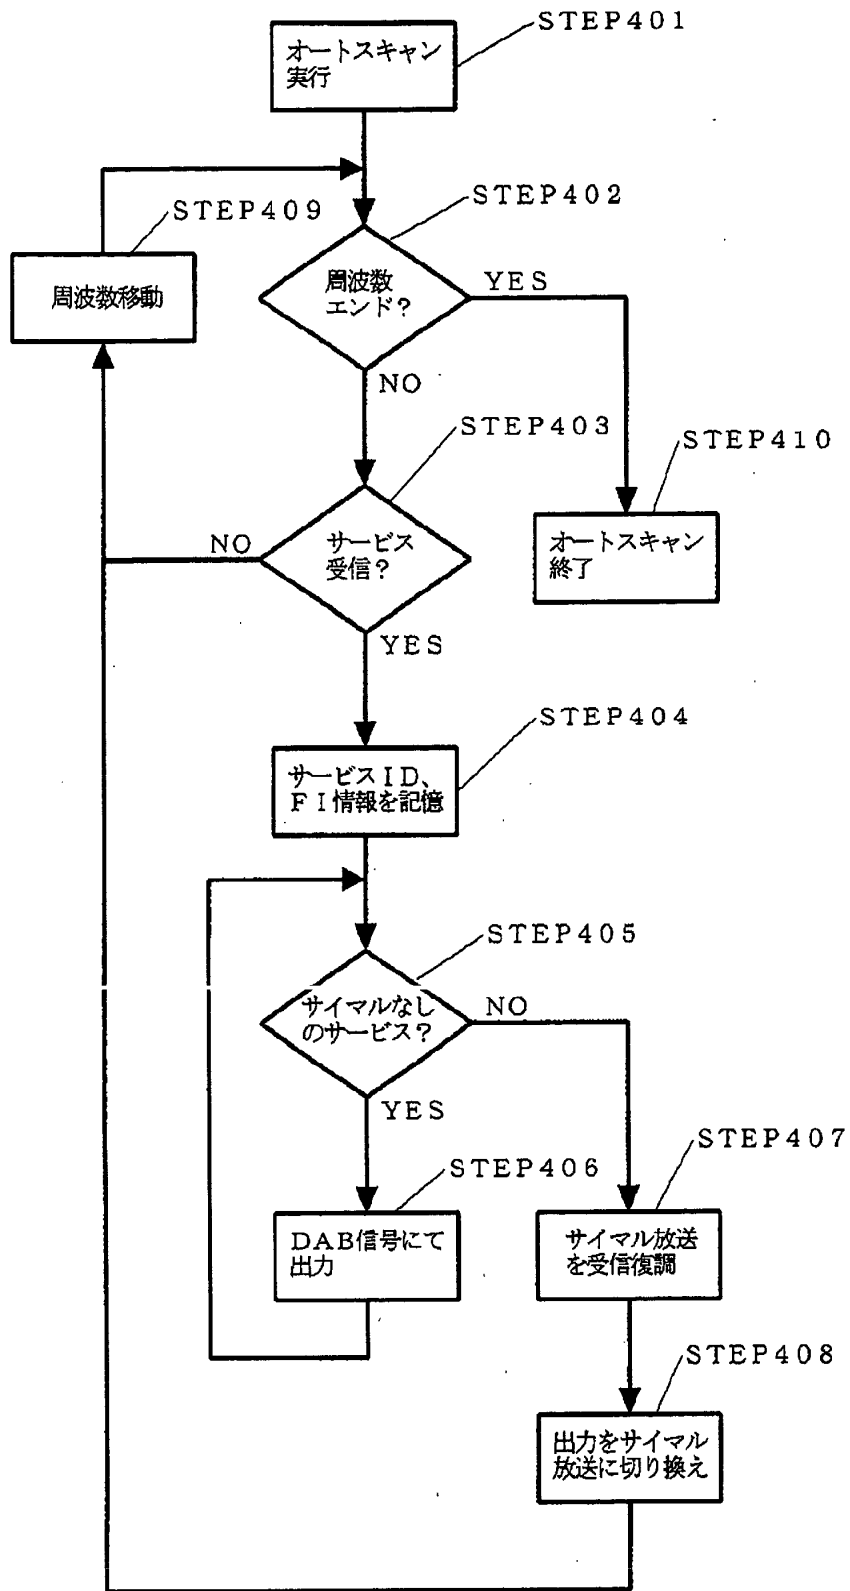 STEP401
オートスキャン
実行
STEP409
STEP402
周波数移動
周波数
エンド?
YES
NO
STEP403
STEP410
NO
サービス
受信?
オートスキャン
終了
YES
STEP404
サービスID、
FI情報を記憶
STEP405
サイマルなし
のサービス?
NO
YES
STEP407
STEP406
DAB信号にて
出力
サイマル放送
を受信復調
STEP408
出力をサイマル
放送に切り換え